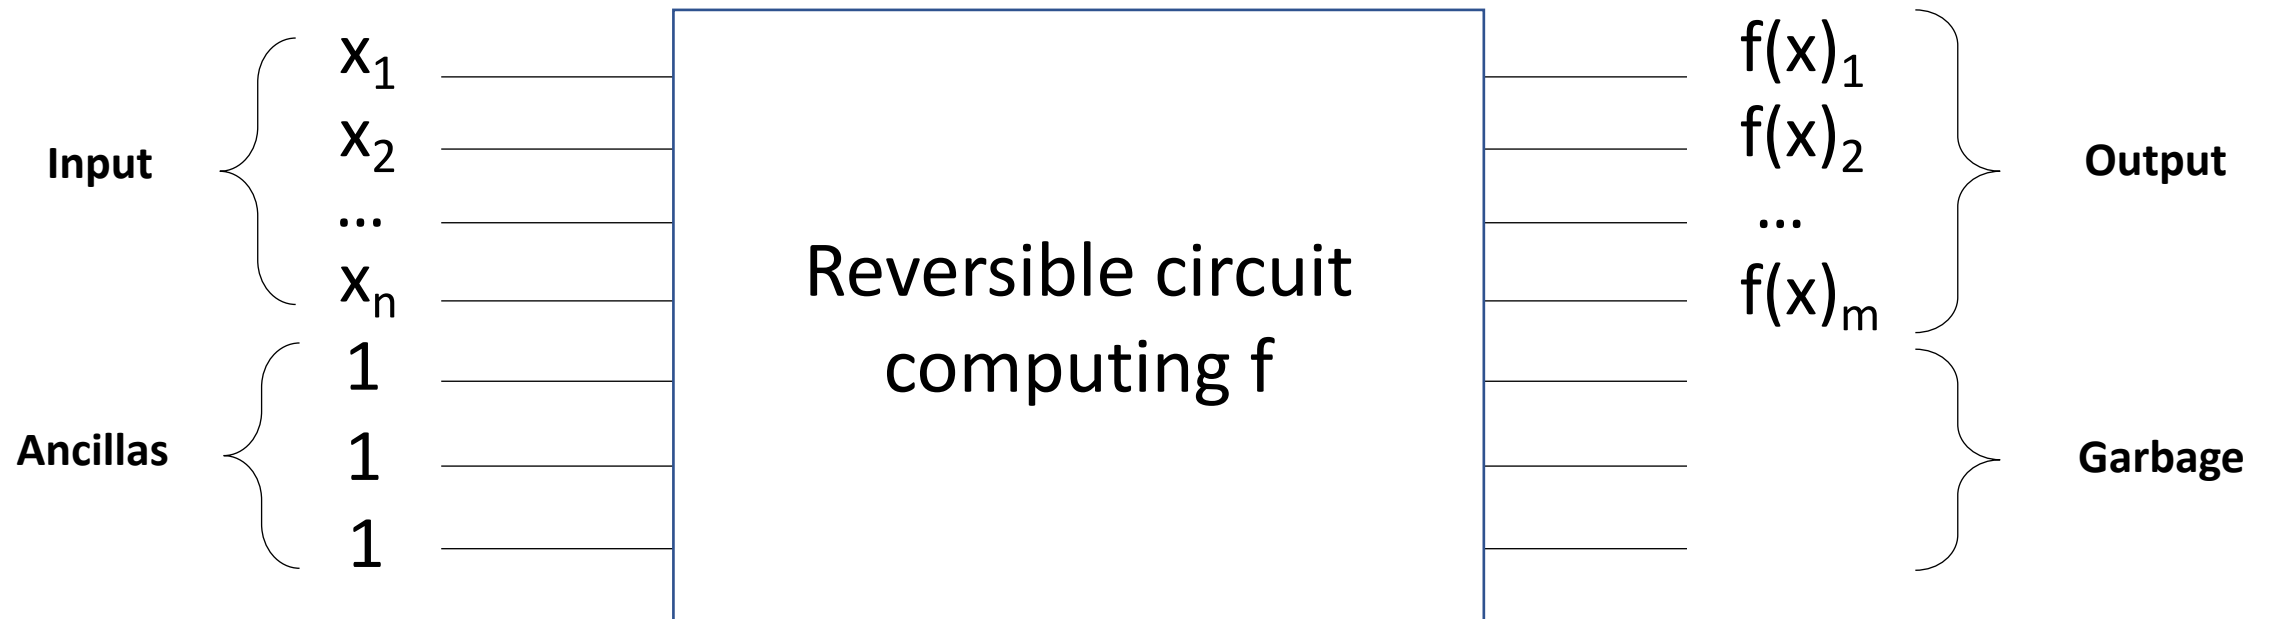 x₁
x₂
...
xₙ
Input
1
1
1
Ancillas
Reversible circuit
computing f
f(x)₁
f(x)₂
...
f(x)ₘ
Output
Garbage